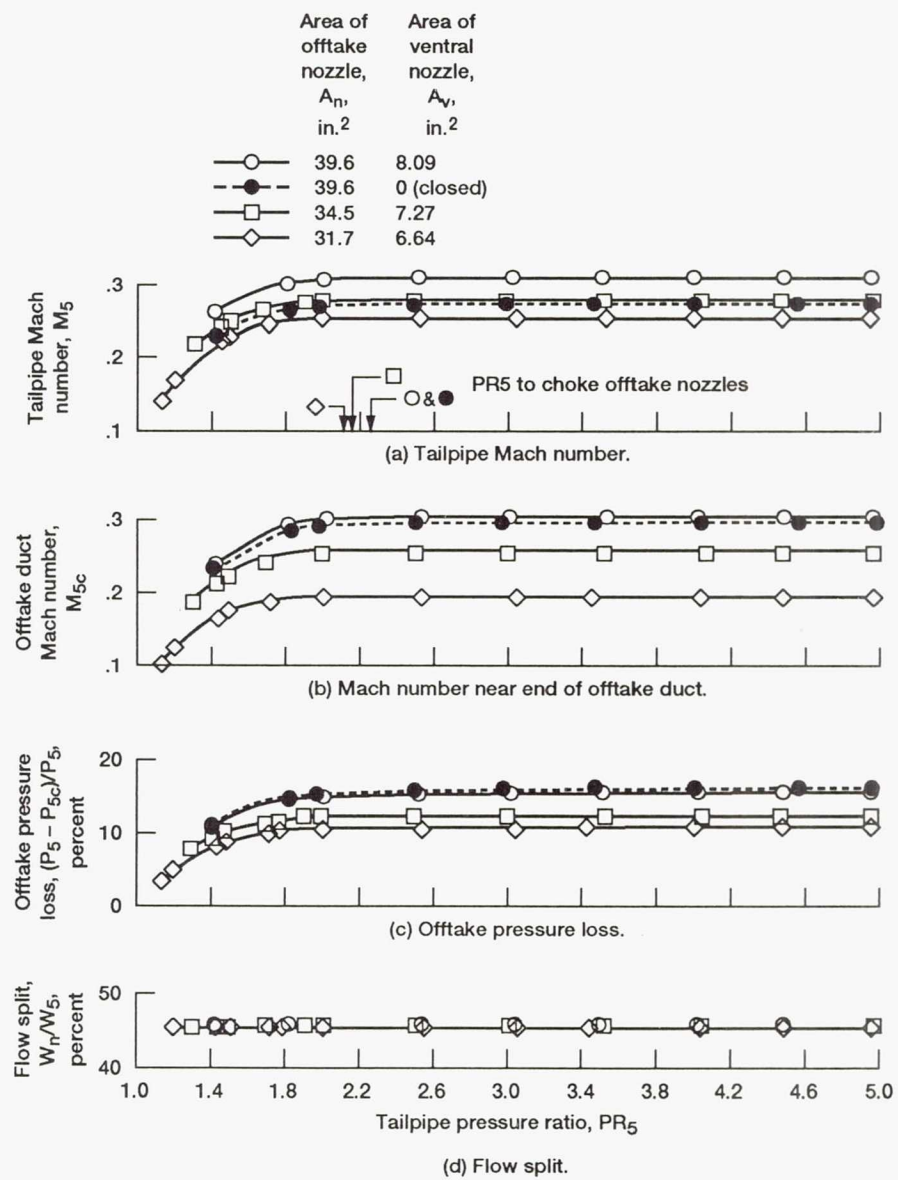 Area of offtake nozzle, An, in.2
Area of ventral nozzle, Av, in.2
39.6 8.09
39.6 0 (closed)
34.5 7.27
31.7 6.64
Tailpipe Mach number, M5
.3
.2
.1
PR5 to choke offtake nozzles
&
(a) Tailpipe Mach number.
Offtake duct Mach number, M5c
.3
.2
.1
(b) Mach number near end of offtake duct.
Offtake pressure loss, (P5 – P5c)/P5, percent
20
10
0
(c) Offtake pressure loss.
Flow split, Wn/W5, percent
50
40
1.0 1.4 1.8 2.2 2.6 3.0 3.4 3.8 4.2 4.6 5.0
Tailpipe pressure ratio, PR5
(d) Flow split.